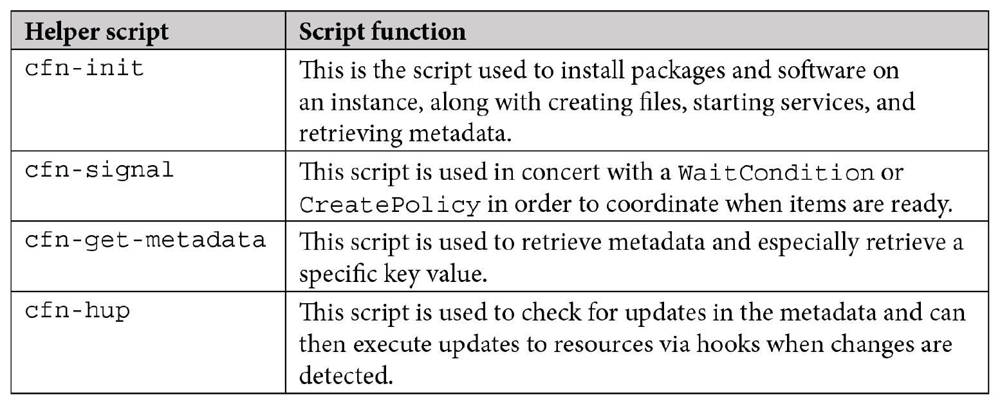 Helper script
Script function
cfn-init
This is the script used to install packages and software on
an instance, along with creating files, starting services, and
retrieving metadata.
cfn-signal
This script is used in concert with a WaitCondition or
CreatePolicy in order to coordinate when items are ready.
cfn-get-metadata
This script is used to retrieve metadata and especially retrieve a
specific key value.
cfn-hup
This script is used to check for updates in the metadata and can
then execute updates to resources via hooks when changes are
detected.